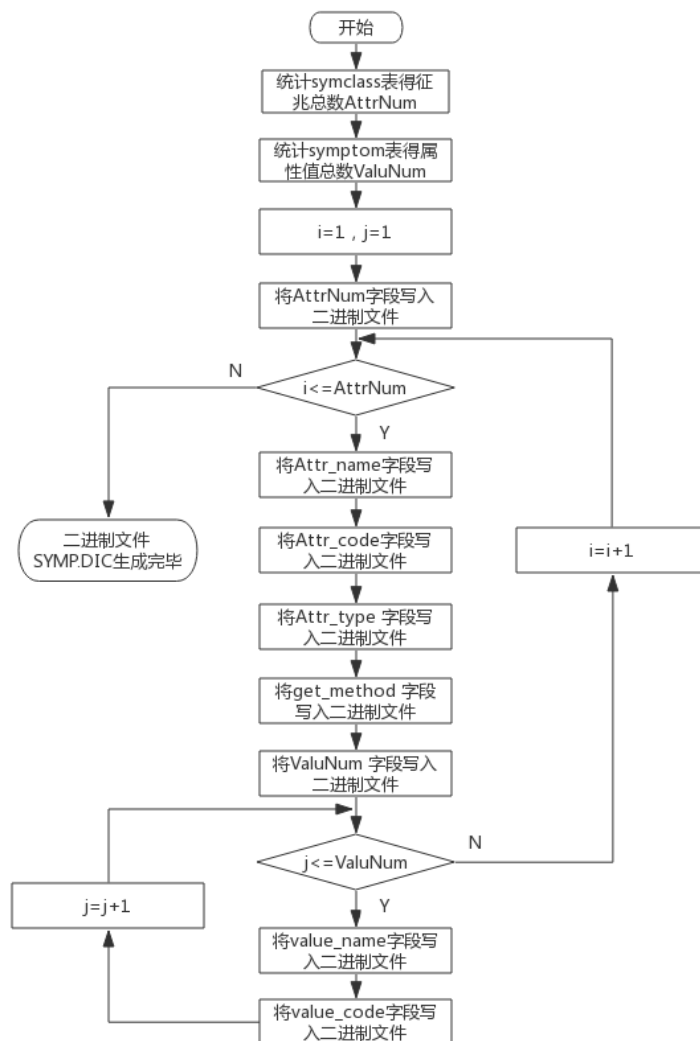 开始
统计symclass表得征
兆总数AttrNum
统计symptom表得属
性值总数ValuNum
i=1，j=1
将AttrNum字段写入
二进制文件
N
i<=AttrNum
Y
将Attr_name字段写
入二进制文件
二进制文件
SYMP.DIC生成完毕
将Attr_code字段写
入二进制文件
i=i+1
将Attr_type 字段写
入二进制文件
将get_method 字段
写入二进制文件
将ValuNum 字段写入
二进制文件
j<=ValuNum
N
j=j+1
Y
将value_name字段写
入二进制文件
将value_code字段写
入二进制文件